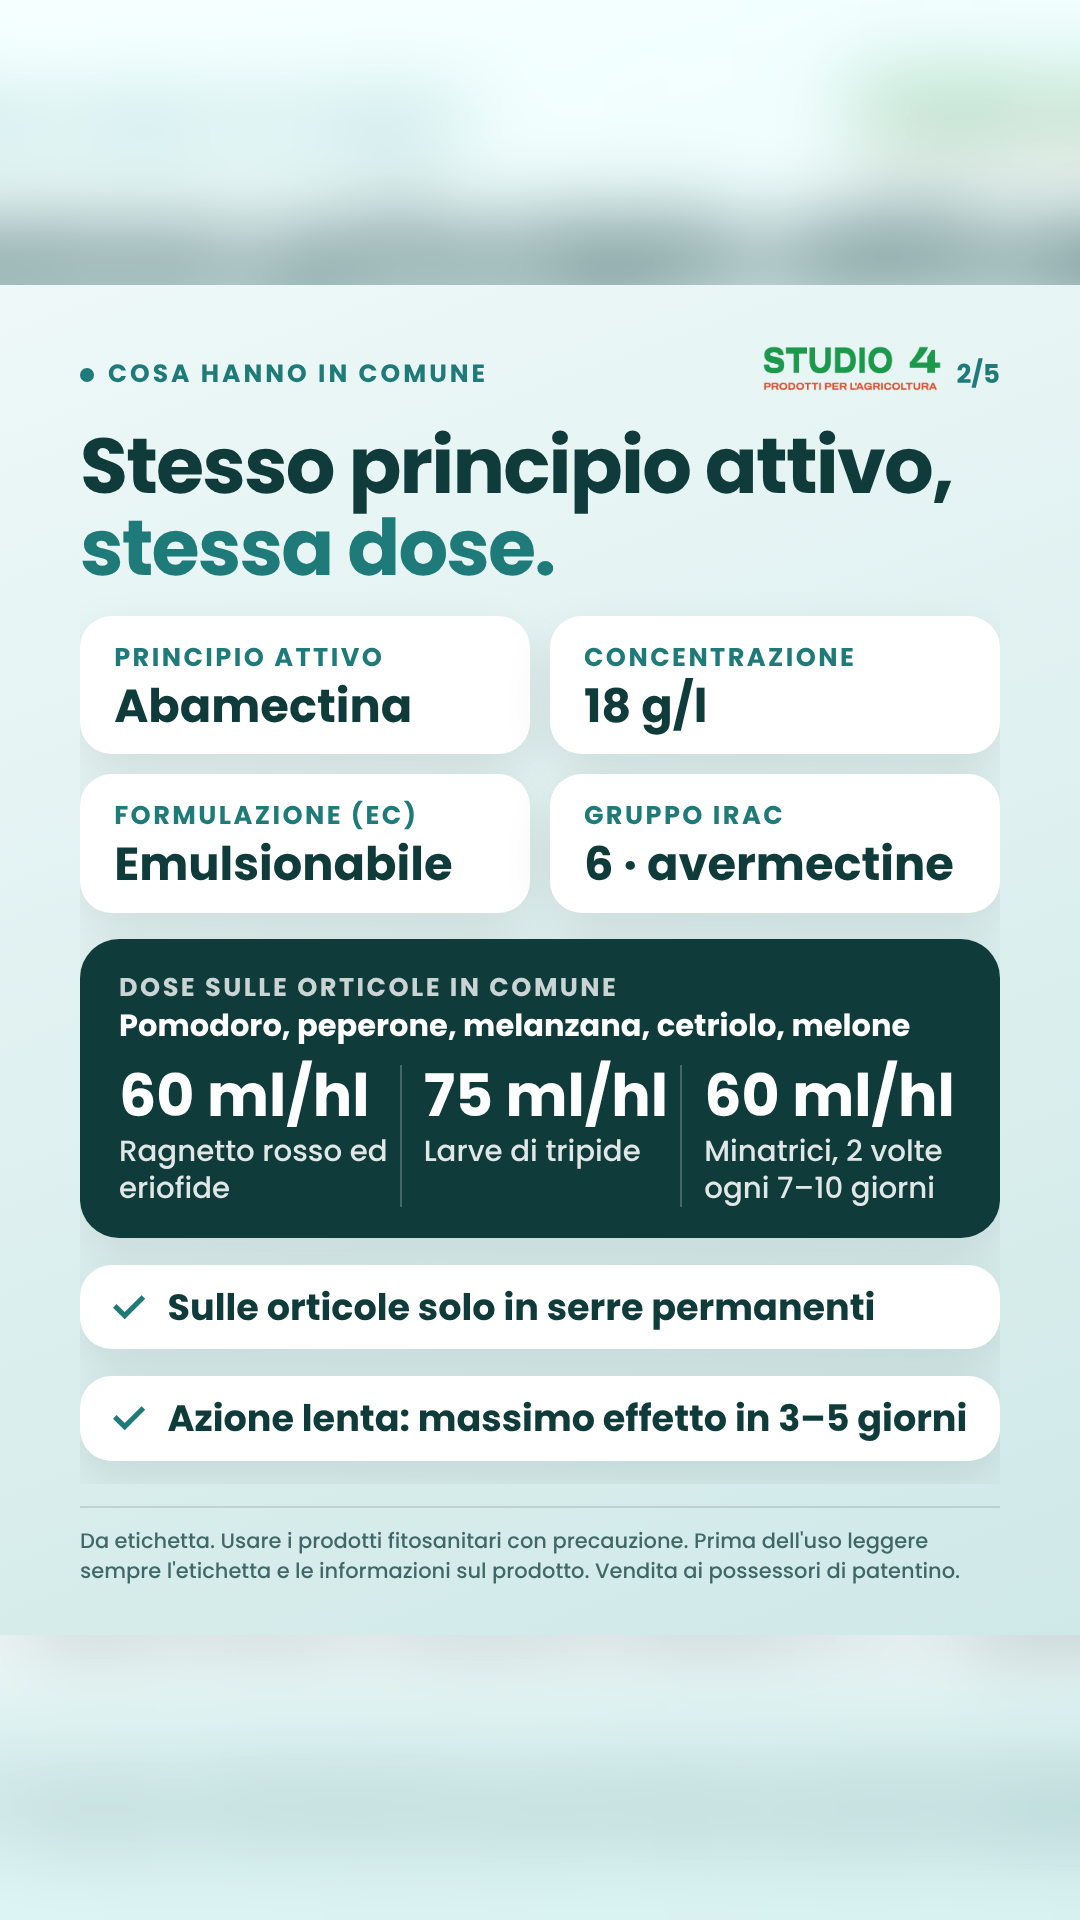 COSA HANNO IN COMUNE
STUDIO 4
PRODOTTI PER L'AGRICOLTURA
2/5
Stesso principio attivo,
stessa dose.
PRINCIPIO ATTIVO
Abamectina
CONCENTRAZIONE
18 g/l
FORMULAZIONE (EC)
Emulsionabile
GRUPPO IRAC
6 · avermectine
DOSE SULLE ORTICOLE IN COMUNE
Pomodoro, peperone, melanzana, cetriolo, melone
60 ml/hl
Ragnetto rosso ed
eriofide
75 ml/hl
Larve di tripide
60 ml/hl
Minatrici, 2 volte
ogni 7–10 giorni
Sulle orticole solo in serre permanenti
Azione lenta: massimo effetto in 3–5 giorni
Da etichetta. Usare i prodotti fitosanitari con precauzione. Prima dell'uso leggere
sempre l'etichetta e le informazioni sul prodotto. Vendita ai possessori di patentino.